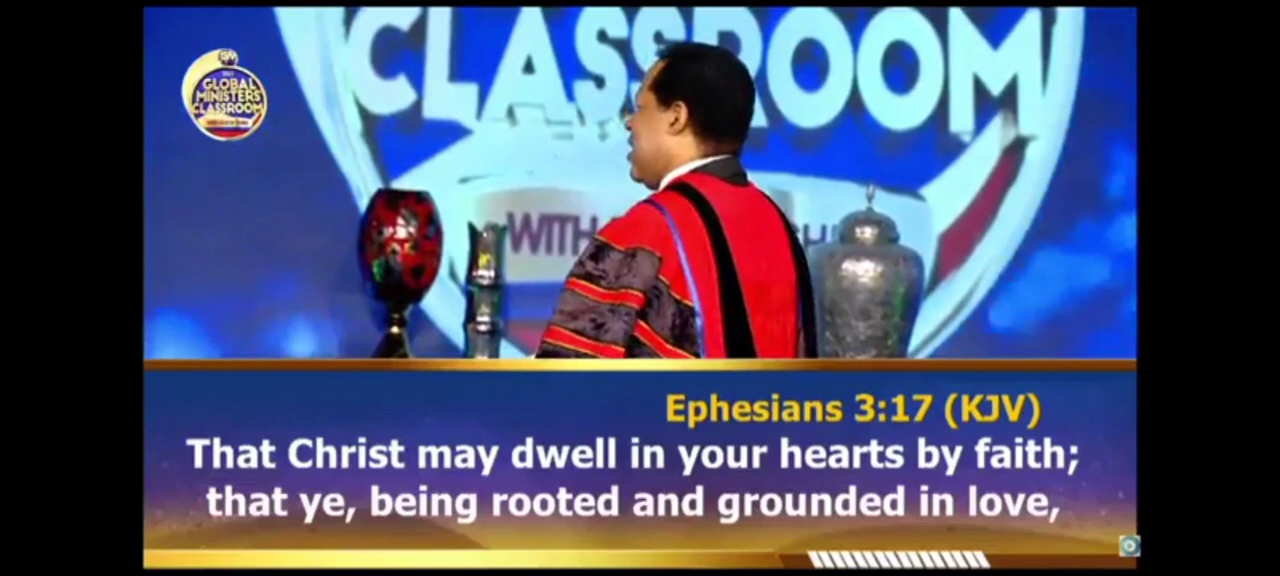 CLASSROOM
GLOBAL
MINISTERS'
CLASSROOM
WITH
Ephesians 3:17 (KJV)
That Christ may dwell in your hearts by faith;
that ye, being rooted and grounded in love,